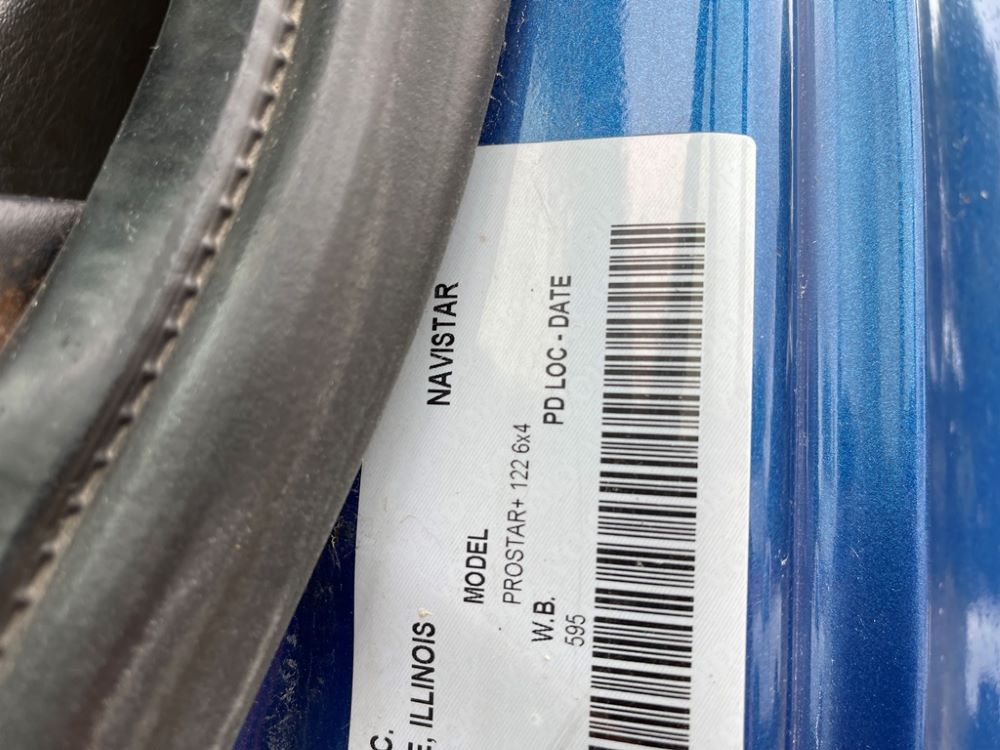 NAVISTAR
C.
E, ILLINOIS
MODEL
PROSTAR+ 122 6x4
W.B.
595
PD LOC - DATE